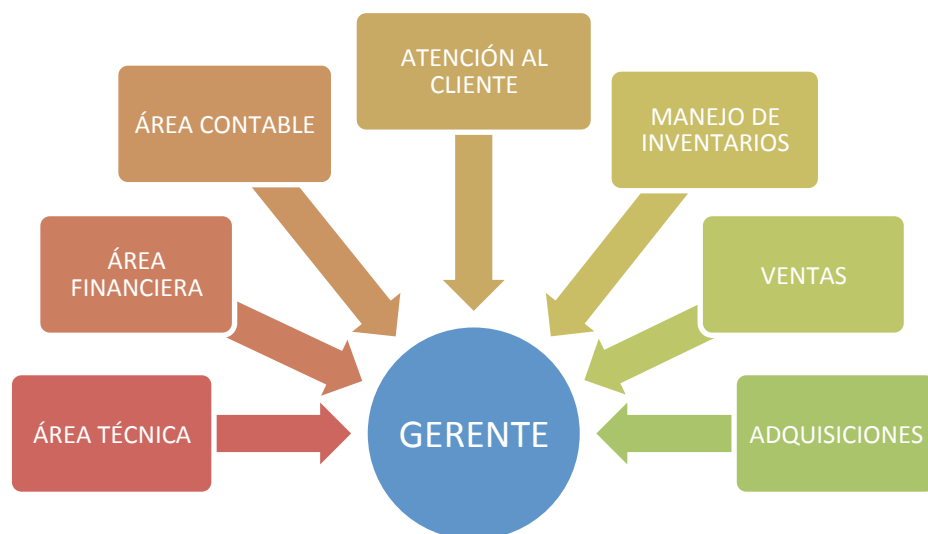 ATENCIÓN AL
CLIENTE
ÁREA CONTABLE
MANEJO DE
INVENTARIOS
ÁREA
FINANCIERA
VENTAS
ÁREA TÉCNICA
GERENTE
ADQUISICIONES